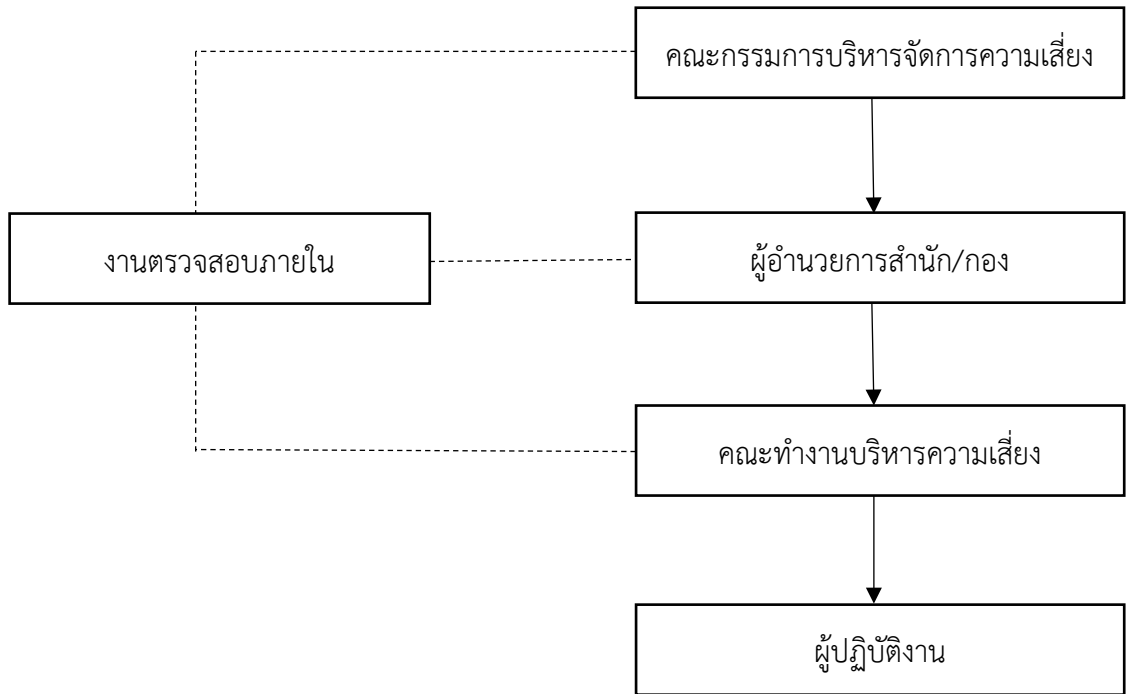 คณะกรรมการบริหารจัดการความเสี่ยง
งานตรวจสอบภายใน
ผู้อำนวยการสำนัก/กอง
คณะทำงานบริหารความเสี่ยง
ผู้ปฏิบัติงาน